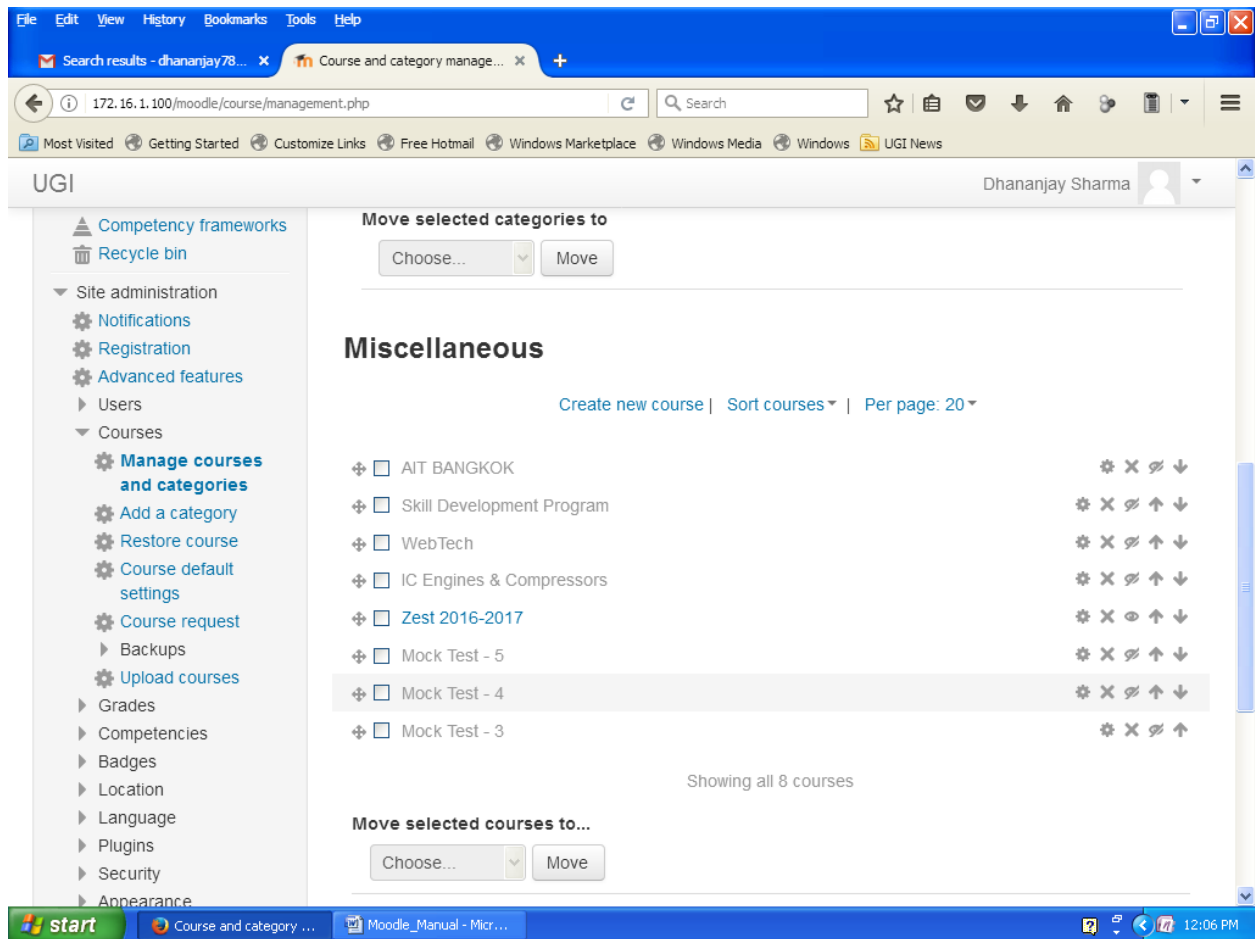 File Edit View History Bookmarks Tools Help
Search results - dhananjay78... Course and category manage...
172.16.1.100/moodle/course/management.php Search
Most Visited Getting Started Customize Links Free Hotmail Windows Marketplace Windows Media Windows UGI News
UGI Dhananjay Sharma
Competency frameworks
Recycle bin
Site administration
Notifications
Registration
Advanced features
Users
Courses
Manage courses
and categories
Add a category
Restore course
Course default
settings
Course request
Backups
Upload courses
Grades
Competencies
Badges
Location
Language
Plugins
Security
Appearance
Move selected categories to
Choose... Move
Miscellaneous
Create new course | Sort courses | Per page: 20
AIT BANGKOK
Skill Development Program
WebTech
IC Engines & Compressors
Zest 2016-2017
Mock Test - 5
Mock Test - 4
Mock Test - 3
Showing all 8 courses
Move selected courses to...
Choose... Move
start Course and category ... Moodle_Manual - Micr... 12:06 PM